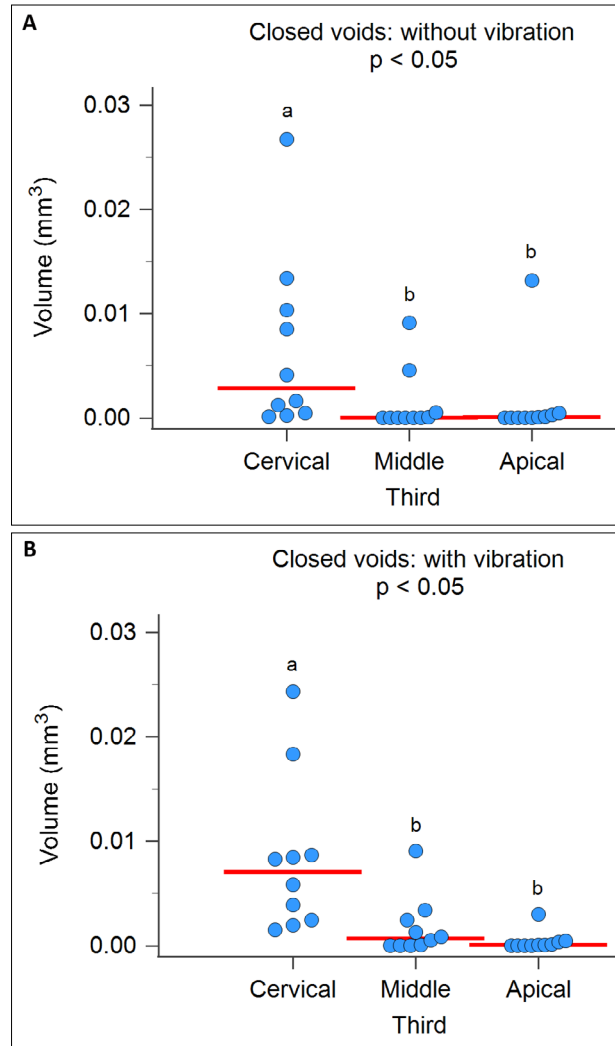 A
Closed voids: without vibration
p < 0.05
a
b
b
Volume (mm³)
0.03
0.02
0.01
0.00
Cervical Middle Apical
Third
B
Closed voids: with vibration
p < 0.05
a
b
b
Volume (mm³)
0.03
0.02
0.01
0.00
Cervical Middle Apical
Third